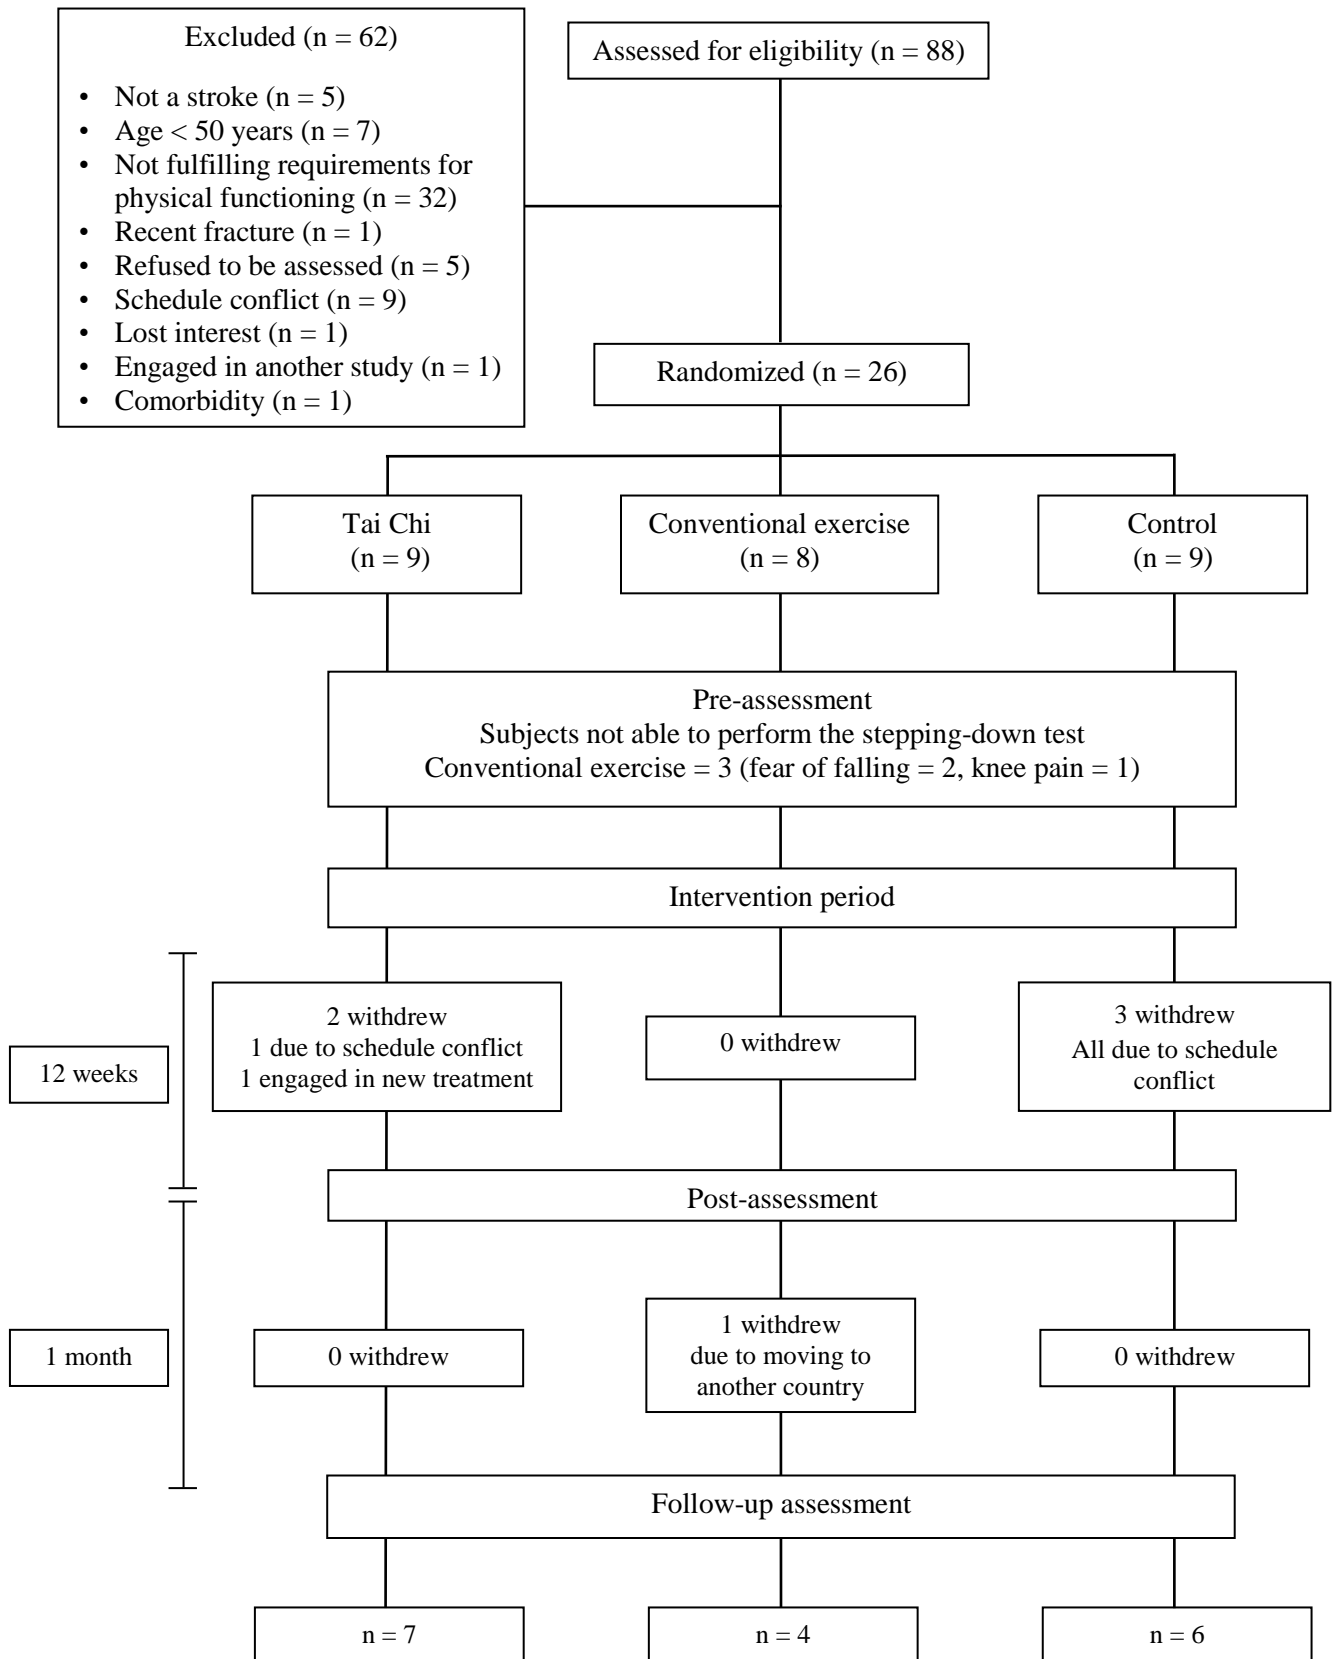 Excluded (n = 62)
• Not a stroke (n = 5)
• Age < 50 years (n = 7)
• Not fulfilling requirements for
physical functioning (n = 32)
• Recent fracture (n = 1)
• Refused to be assessed (n = 5)
• Schedule conflict (n = 9)
• Lost interest (n = 1)
• Engaged in another study (n = 1)
• Comorbidity (n = 1)
Assessed for eligibility (n = 88)
Randomized (n = 26)
Tai Chi
(n = 9)
Conventional exercise
(n = 8)
Control
(n = 9)
Pre-assessment
Subjects not able to perform the stepping-down test
Conventional exercise = 3 (fear of falling = 2, knee pain = 1)
Intervention period
12 weeks
2 withdrew
1 due to schedule conflict
1 engaged in new treatment
0 withdrew
3 withdrew
All due to schedule
conflict
Post-assessment
1 month
0 withdrew
1 withdrew
due to moving to
another country
0 withdrew
Follow-up assessment
n = 7
n = 4
n = 6